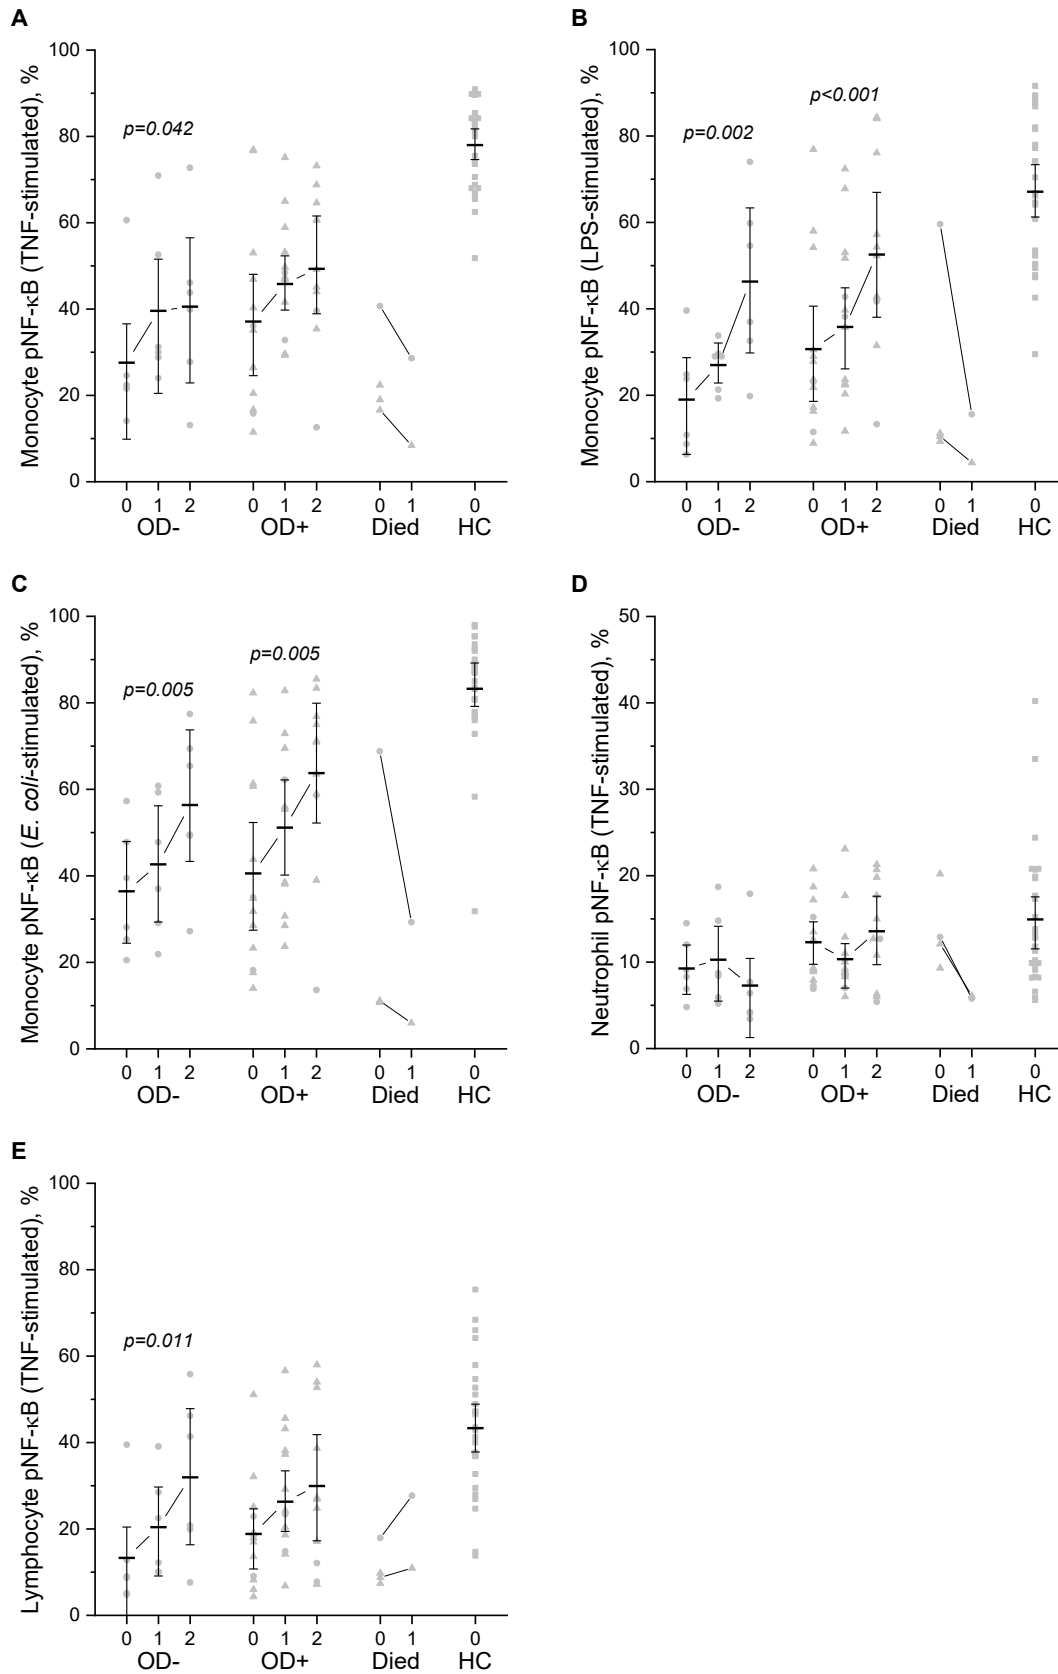 A
Monocyte pNF-κB (TNF-stimulated), %
100
80
60
40
20
0
p=0.042
0 1 2 0 1 2 0 1 0
OD- OD+ Died HC
B
Monocyte pNF-κB (LPS-stimulated), %
100
80
60
40
20
0
p=0.002
p<0.001
0 1 2 0 1 2 0 1 0
OD- OD+ Died HC
C
Monocyte pNF-κB (E. coli-stimulated), %
100
80
60
40
20
0
p=0.005
p=0.005
0 1 2 0 1 2 0 1 0
OD- OD+ Died HC
D
Neutrophil pNF-κB (TNF-stimulated), %
50
40
30
20
10
0
0 1 2 0 1 2 0 1 0
OD- OD+ Died HC
E
Lymphocyte pNF-κB (TNF-stimulated), %
100
80
60
40
20
0
p=0.011
0 1 2 0 1 2 0 1 0
OD- OD+ Died HC